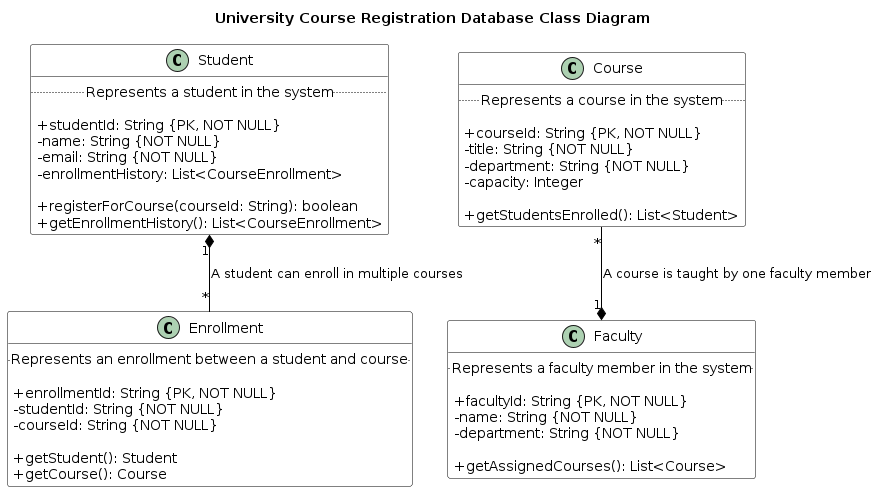 University Course Registration Database Class Diagram
C Student
Represents a student in the system
+studentId: String {PK, NOT NULL}
-name: String {NOT NULL}
-email: String {NOT NULL}
-enrollmentHistory: List<CourseEnrollment>
+registerForCourse(courseId: String): boolean
+getEnrollmentHistory(): List<CourseEnrollment>
C Course
Represents a course in the system
+courseId: String {PK, NOT NULL}
-title: String {NOT NULL}
-department: String {NOT NULL}
-capacity: Integer
+getStudentsEnrolled(): List<Student>
1
A student can enroll in multiple courses
*
*
A course is taught by one faculty member
1
C Enrollment
Represents an enrollment between a student and course
+enrollmentId: String {PK, NOT NULL}
-studentId: String {NOT NULL}
-courseId: String {NOT NULL}
+getStudent(): Student
+getCourse(): Course
C Faculty
Represents a faculty member in the system
+facultyId: String {PK, NOT NULL}
-name: String {NOT NULL}
-department: String {NOT NULL}
+getAssignedCourses(): List<Course>